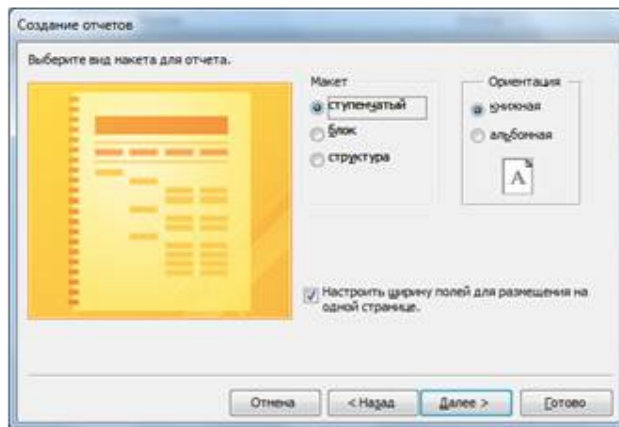 Создание отчетов
Выберите вид макета для отчета.
Макет
ступенчатый
блок
структура
Ориентация
книжная
альбомная
A
Настроить ширину полей для размещения на
одной странице.
Отмена
< Назад
Далее >
Готово